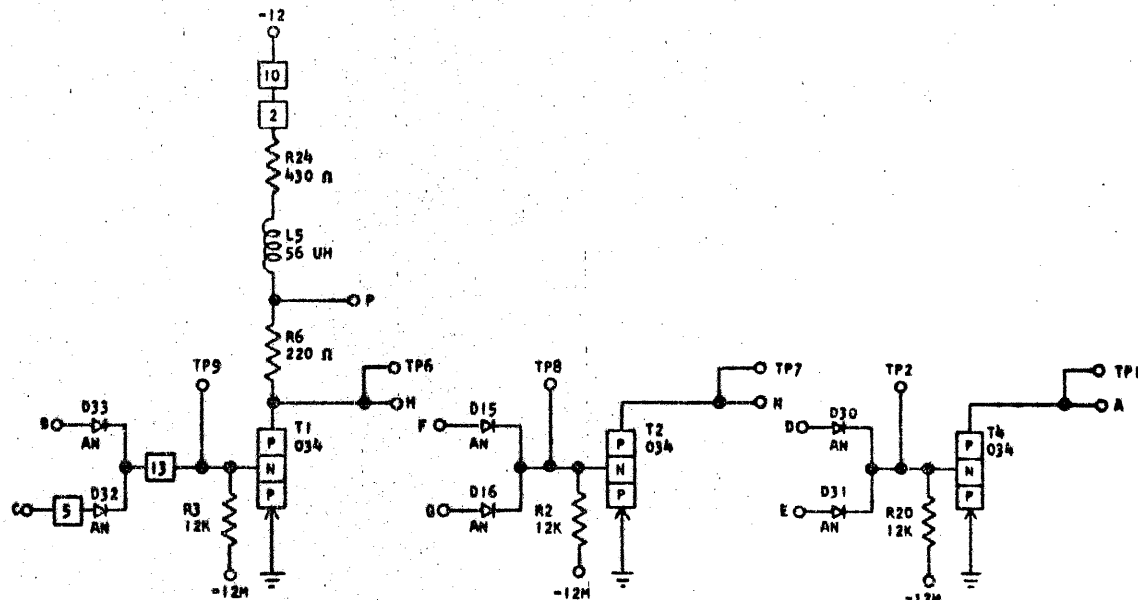 -12
10
2
R24
430 Ω
L5
56 UH
P
R6
220 Ω
TP9
TP6
H
D33
B
AN
T1
034
P
N
P
13
C
5
D32
AN
R3
12K
-12M
TP8
TP7
N
D15
F
AN
T2
034
P
N
P
D16
G
AN
R2
12K
-12M
TP2
TP1
A
D30
D
AN
T4
034
P
N
P
D31
E
AN
R20
12K
-12M